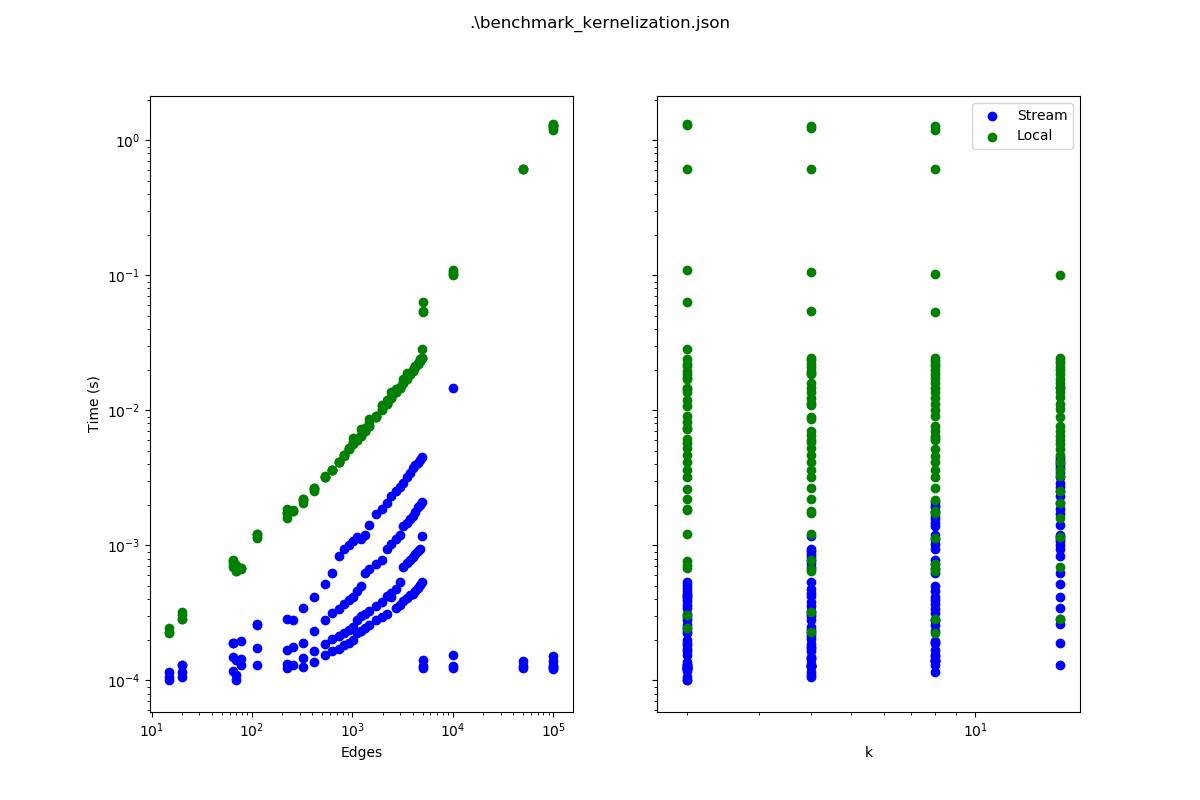 .\benchmark_kernelization.json
Time (s)
10⁰
10⁻¹
10⁻²
10⁻³
10⁻⁴
10¹
10²
10³
10⁴
10⁵
Edges
Stream
Local
10¹
k